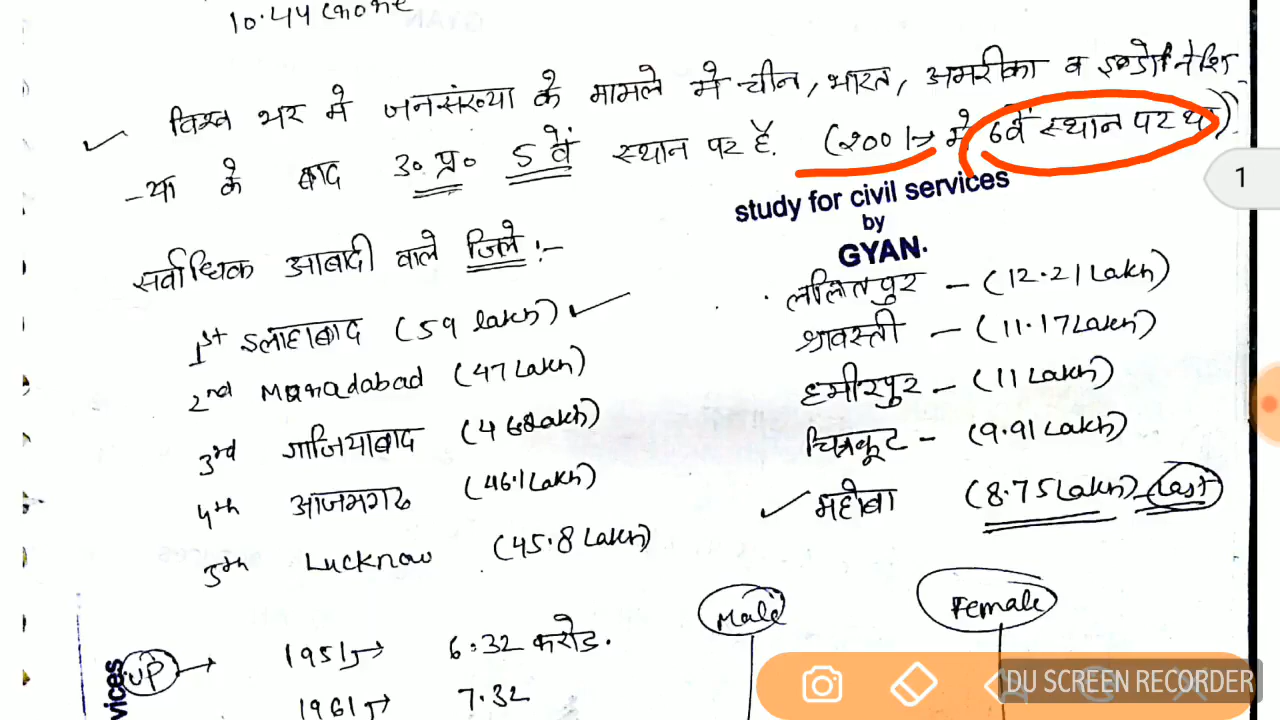 10.44 Crore
विश्व भर मे जनसंख्या के मामले मे चीन, भारत, अमरीका व इण्डोनेशि
-या के बाद उ० प्र० 5 वें स्थान पर है. (2001→ मे 6वें स्थान पर था)
study for civil services
by
GYAN.
सर्वाधिक आबादी वाले जिले :-
1st इलाहाबाद (59 lakh)
2nd Moradabad (47 Lakh)
3rd गाजियाबाद
4th आजमगढ (46.1 Lakh)
5th Lucknow (45.8 Lakh)
ललितपुर - (12.21 Lakh)
श्रावस्ती - (11.17 Lakh)
हमीरपुर - (11 Lakh)
चित्रकूट - (9.91 Lakh)
महोबा (8.75 Lakh) Last
Male
Female
UP → 1951→ 6.32 करोड.
1961→ 7.32
vices
1
DU SCREEN RECORDER